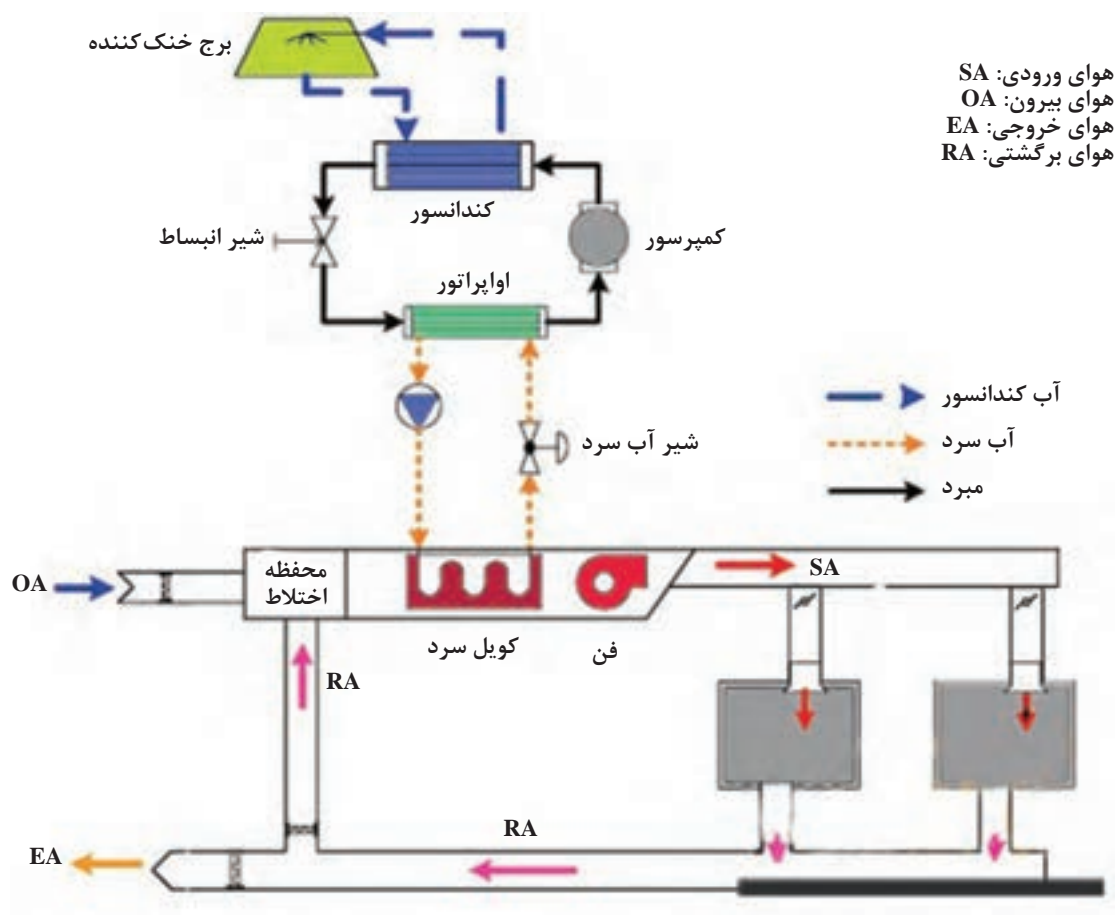 برج خنک‌کننده
هوای ورودی: SA
هوای بیرون: OA
هوای خروجی: EA
هوای برگشتی: RA
کندانسور
کمپرسور
شیر انبساط
اواپراتور
آب کندانسور
آب سرد
مبرد
شیر آب سرد
OA
محفظه
اختلاط
SA
کویل سرد
فن
RA
RA
EA